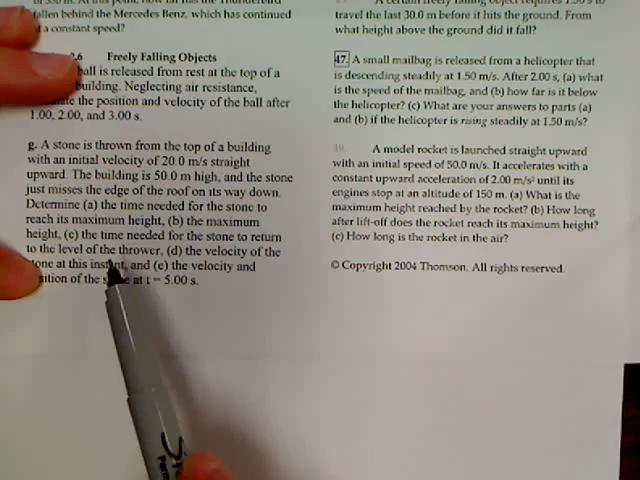 fallen behind the Mercedes Benz, which has continued
at a constant speed?
Freely Falling Objects
ball is released from rest at the top of a
building. Neglecting air resistance,
the position and velocity of the ball after
1.00, 2.00, and 3.00 s.
g. A stone is thrown from the top of a building
with an initial velocity of 20.0 m/s straight
upward. The building is 50.0 m high, and the stone
just misses the edge of the roof on its way down.
Determine (a) the time needed for the stone to
reach its maximum height, (b) the maximum
height, (c) the time needed for the stone to return
to the level of the thrower, (d) the velocity of the
stone at this instant, and (e) the velocity and
of the at t = 5.00 s.
travel the last 30.0 m before it hits the ground. From
what height above the ground did it fall?
47. A small mailbag is released from a helicopter that
is descending steadily at 1.50 m/s. After 2.00 s, (a) what
is the speed of the mailbag, and (b) how far is it below
the helicopter? (c) What are your answers to parts (a)
and (b) if the helicopter is rising steadily at 1.50 m/s?
A model rocket is launched straight upward
with an initial speed of 50.0 m/s. It accelerates with a
constant upward acceleration of 2.00 m/s² until its
engines stop at an altitude of 150 m. (a) What is the
maximum height reached by the rocket? (b) How long
after lift-off does the rocket reach its maximum height?
(c) How long is the rocket in the air?
© Copyright 2004 Thomson. All rights reserved.